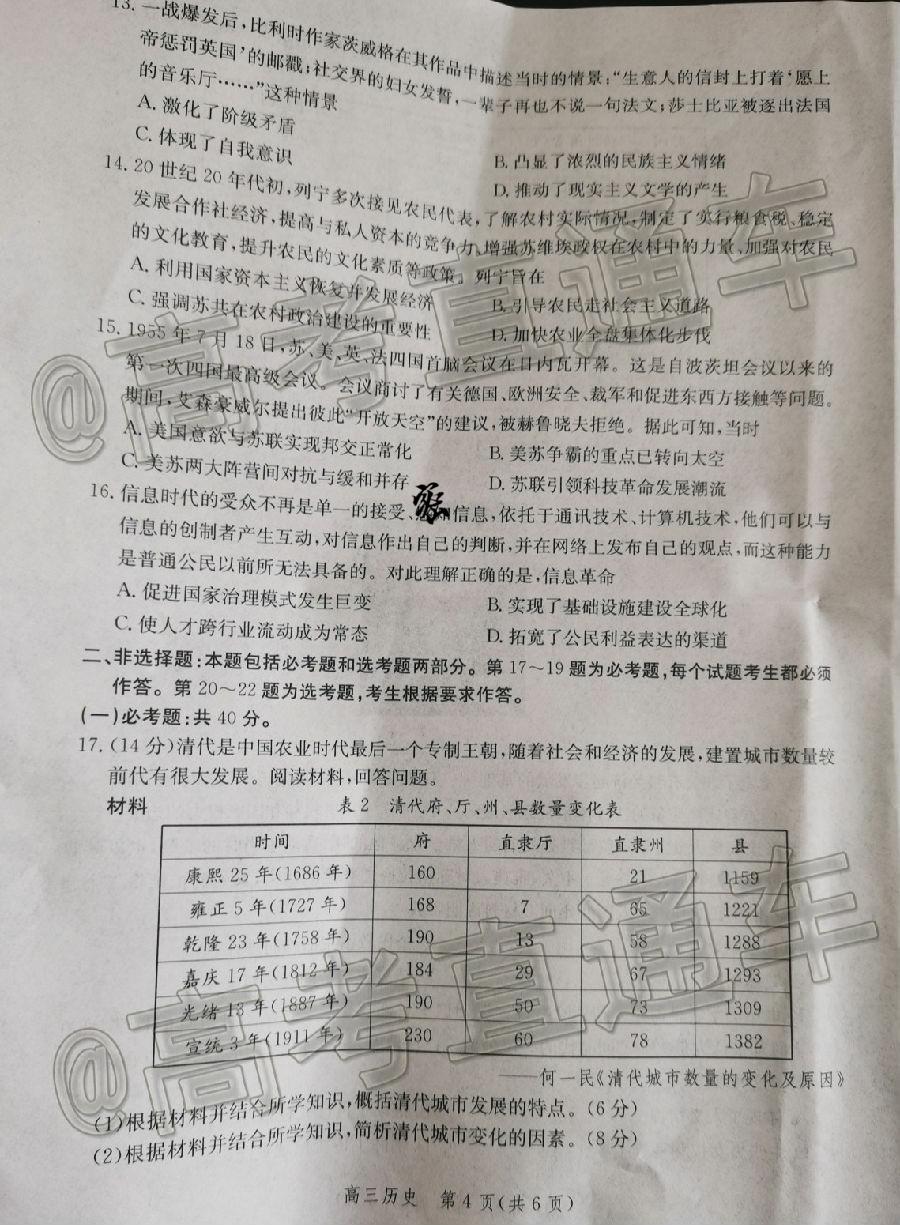 13. 一战爆发后,比利时作家茨威格在其作品中描述当时的情景:“生意人的信封上打着‘愿上
帝惩罚英国’的邮戳;社交界的妇女发誓,一辈子再也不说一句法文;莎士比亚被逐出法国
的音乐厅……”这种情景
A. 激化了阶级矛盾
B. 凸显了浓烈的民族主义情绪
C. 体现了自我意识
D. 推动了现实主义文学的产生
14. 20 世纪 20 年代初,列宁多次接见农民代表,了解农村实际情况,制定了实行粮食税、稳定
发展合作社经济,提高与私人资本的竞争力、增强苏维埃政权在农村中的力量、加强对农民
的文化教育,提升农民的文化素质等政策。列宁旨在
A. 利用国家资本主义恢复并发展经济
B. 引导农民走社会主义道路
C. 强调苏共在农村政治建设的重要性
D. 加快农业全盘集体化步伐
15. 1955 年 7 月 18 日,苏、美、英、法四国首脑会议在日内瓦开幕。这是自波茨坦会议以来的
第一次四国最高级会议。会议商讨了有关德国、欧洲安全、裁军和促进东西方接触等问题。
期间,艾森豪威尔提出彼此“开放天空”的建议,被赫鲁晓夫拒绝。据此可知,当时
A. 美国意欲与苏联实现邦交正常化
B. 美苏争霸的重点已转向太空
C. 美苏两大阵营间对抗与缓和并存
D. 苏联引领科技革命发展潮流
16. 信息时代的受众不再是单一的接受、信息,依托于通讯技术、计算机技术,他们可以与
信息的创制者产生互动,对信息作出自己的判断,并在网络上发布自己的观点,而这种能力
是普通公民以前所无法具备的。对此理解正确的是,信息革命
A. 促进国家治理模式发生巨变
B. 实现了基础设施建设全球化
C. 使人才跨行业流动成为常态
D. 拓宽了公民利益表达的渠道
二、非选择题:本题包括必考题和选考题两部分。第 17～19 题为必考题,每个试题考生都必须
作答。第 20～22 题为选考题,考生根据要求作答。
(一)必考题:共 40 分。
17. (14 分)清代是中国农业时代最后一个专制王朝,随着社会和经济的发展,建置城市数量较
前代有很大发展。阅读材料,回答问题。
材料 表 2 清代府、厅、州、县数量变化表
时间 府 直隶厅 直隶州 县
康熙 25 年(1686 年) 160 21 1159
雍正 5 年(1727 年) 168 7 65 1221
乾隆 23 年(1758 年) 190 13 58 1288
嘉庆 17 年(1812 年) 184 29 67 1293
光绪 13 年(1887 年) 190 50 73 1309
宣统 3 年(1911 年) 230 60 78 1382
——何一民《清代城市数量的变化及原因》
(1)根据材料并结合所学知识,概括清代城市发展的特点。(6 分)
(2)根据材料并结合所学知识,简析清代城市变化的因素。(8 分)
高三历史 第 4 页(共 6 页)
@高考直通车
@高考直通车